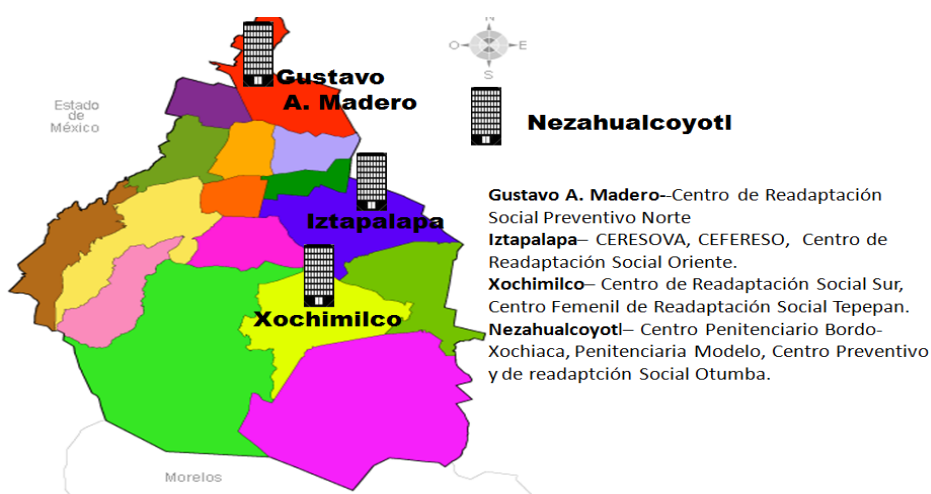 N
O
E
S
Estado
de
México
Gustavo
A. Madero
Nezahualcoyotl
Iztapalapa
Xochimilco
Morelos
Gustavo A. Madero--Centro de Readaptación
Social Preventivo Norte
Iztapalapa– CERESOVA, CEFERESO, Centro de
Readaptación Social Oriente.
Xochimilco– Centro de Readaptación Social Sur,
Centro Femenil de Readaptación Social Tepepan.
Nezahualcoyotl– Centro Penitenciario Bordo-
Xochiaca, Penitenciaria Modelo, Centro Preventivo
y de readaptción Social Otumba.